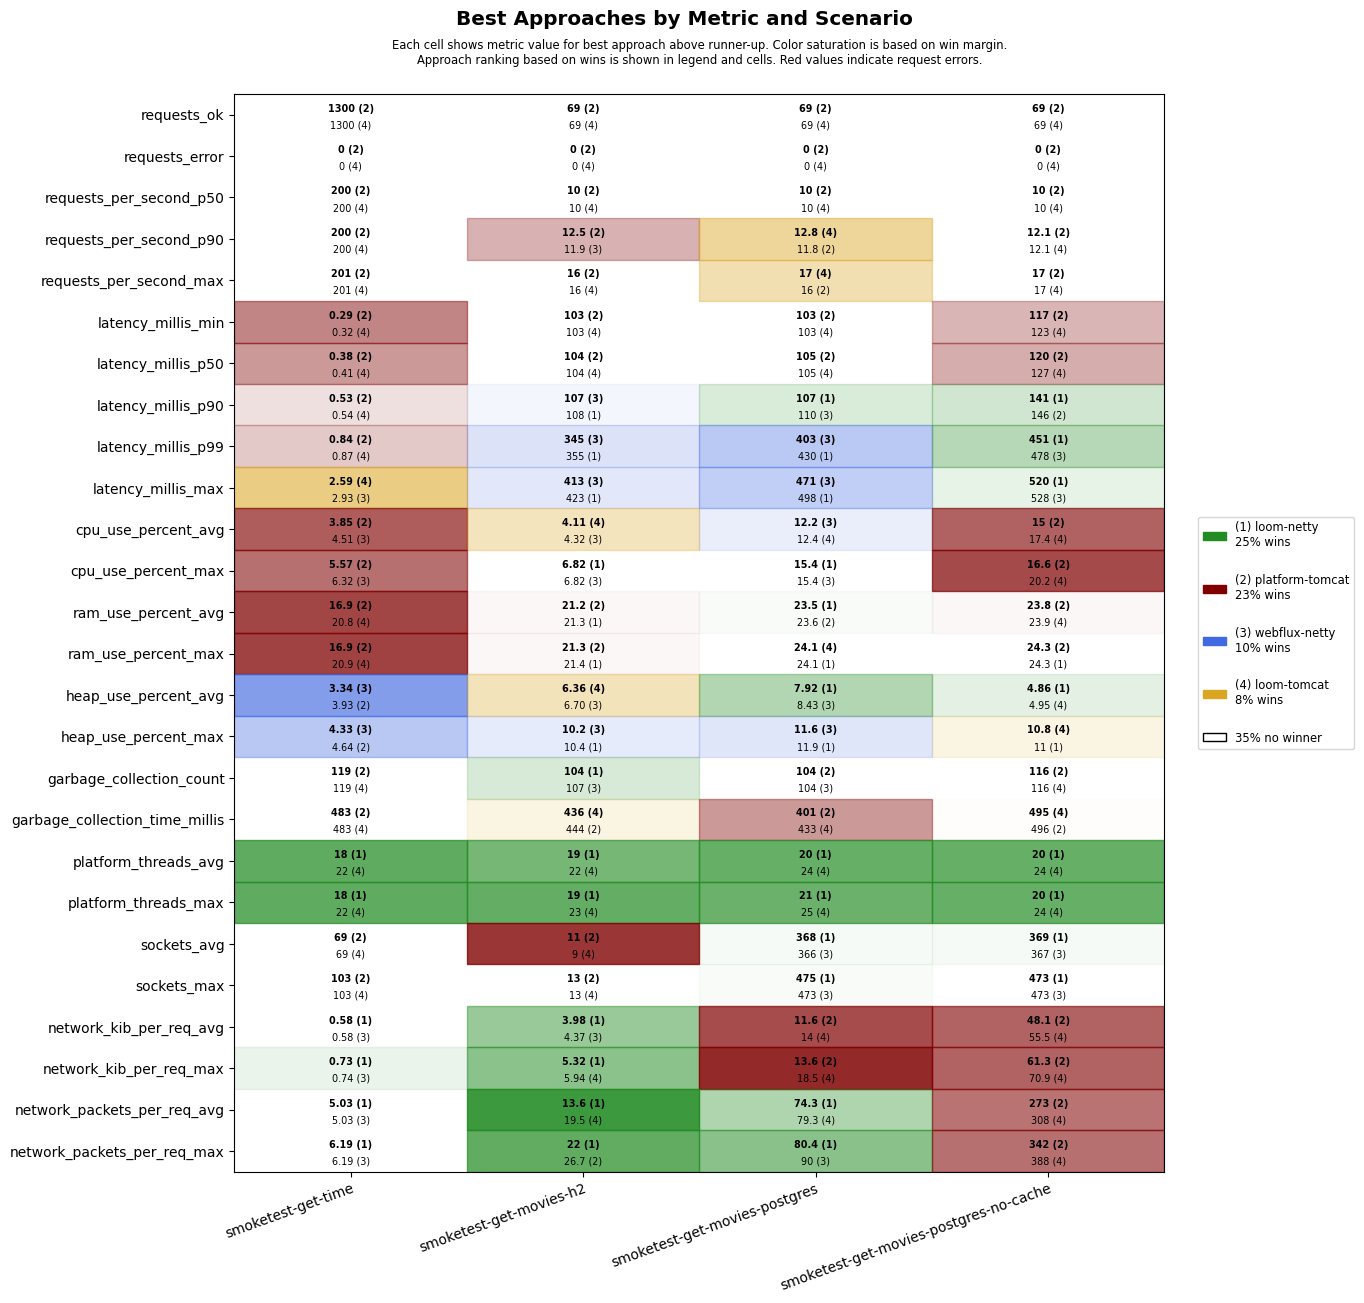 Best Approaches by Metric and Scenario
Each cell shows metric value for best approach above runner-up. Color saturation is based on win margin.
Approach ranking based on wins is shown in legend and cells. Red values indicate request errors.
requests_ok
1300 (2) 69 (2) 69 (2) 69 (2)
1300 (4) 69 (4) 69 (4) 69 (4)
requests_error
0 (2) 0 (2) 0 (2) 0 (2)
0 (4) 0 (4) 0 (4) 0 (4)
requests_per_second_p50
200 (2) 10 (2) 10 (2) 10 (2)
200 (4) 10 (4) 10 (4) 10 (4)
requests_per_second_p90
200 (2) 12.5 (2) 12.8 (4) 12.1 (2)
200 (4) 11.9 (3) 11.8 (2) 12.1 (4)
requests_per_second_max
201 (2) 16 (2) 17 (4) 17 (2)
201 (4) 16 (4) 16 (2) 17 (4)
latency_millis_min
0.29 (2) 103 (2) 103 (2) 117 (2)
0.32 (4) 103 (4) 103 (4) 123 (4)
latency_millis_p50
0.38 (2) 104 (2) 105 (2) 120 (2)
0.41 (4) 104 (4) 105 (4) 127 (4)
latency_millis_p90
0.53 (2) 107 (3) 107 (1) 141 (1)
0.54 (4) 108 (1) 110 (3) 146 (2)
latency_millis_p99
0.84 (2) 345 (3) 403 (3) 451 (1)
0.87 (4) 355 (1) 430 (1) 478 (3)
latency_millis_max
2.59 (4) 413 (3) 471 (3) 520 (1)
2.93 (3) 423 (1) 498 (1) 528 (3)
cpu_use_percent_avg
3.85 (2) 4.11 (4) 12.2 (3) 15 (2)
4.51 (3) 4.32 (3) 12.4 (4) 17.4 (4)
cpu_use_percent_max
5.57 (2) 6.82 (1) 15.4 (1) 16.6 (2)
6.32 (3) 6.82 (3) 15.4 (3) 20.2 (4)
ram_use_percent_avg
16.9 (2) 21.2 (2) 23.5 (1) 23.8 (2)
20.8 (4) 21.3 (1) 23.6 (2) 23.9 (4)
ram_use_percent_max
16.9 (2) 21.3 (2) 24.1 (4) 24.3 (2)
20.9 (4) 21.4 (1) 24.1 (1) 24.3 (1)
heap_use_percent_avg
3.34 (3) 6.36 (4) 7.92 (1) 4.86 (1)
3.93 (2) 6.70 (3) 8.43 (3) 4.95 (4)
heap_use_percent_max
4.33 (3) 10.2 (3) 11.6 (3) 10.8 (4)
4.64 (2) 10.4 (1) 11.9 (1) 11 (1)
garbage_collection_count
119 (2) 104 (1) 104 (2) 116 (2)
119 (4) 107 (3) 104 (3) 116 (4)
garbage_collection_time_millis
483 (2) 436 (4) 401 (2) 495 (4)
483 (4) 444 (2) 433 (4) 496 (2)
platform_threads_avg
18 (1) 19 (1) 20 (1) 20 (1)
22 (4) 22 (4) 24 (4) 24 (4)
platform_threads_max
18 (1) 19 (1) 21 (1) 20 (1)
22 (4) 23 (4) 25 (4) 24 (4)
sockets_avg
69 (2) 11 (2) 368 (1) 369 (1)
69 (4) 9 (4) 366 (3) 367 (3)
sockets_max
103 (2) 13 (2) 475 (1) 473 (1)
103 (4) 13 (4) 473 (3) 473 (3)
network_kib_per_req_avg
0.58 (1) 3.98 (1) 11.6 (2) 48.1 (2)
0.58 (3) 4.37 (3) 14 (4) 55.5 (4)
network_kib_per_req_max
0.73 (1) 5.32 (1) 13.6 (2) 61.3 (2)
0.74 (3) 5.94 (4) 18.5 (4) 70.9 (4)
network_packets_per_req_avg
5.03 (1) 13.6 (1) 74.3 (1) 273 (2)
5.03 (3) 19.5 (4) 79.3 (4) 308 (4)
network_packets_per_req_max
6.19 (1) 22 (1) 80.4 (1) 342 (2)
6.19 (3) 26.7 (2) 90 (3) 388 (4)
smoketest-get-time
smoketest-get-movies-h2
smoketest-get-movies-postgres
smoketest-get-movies-postgres-no-cache
(1) loom-netty
25% wins
(2) platform-tomcat
23% wins
(3) webflux-netty
10% wins
(4) loom-tomcat
8% wins
35% no winner